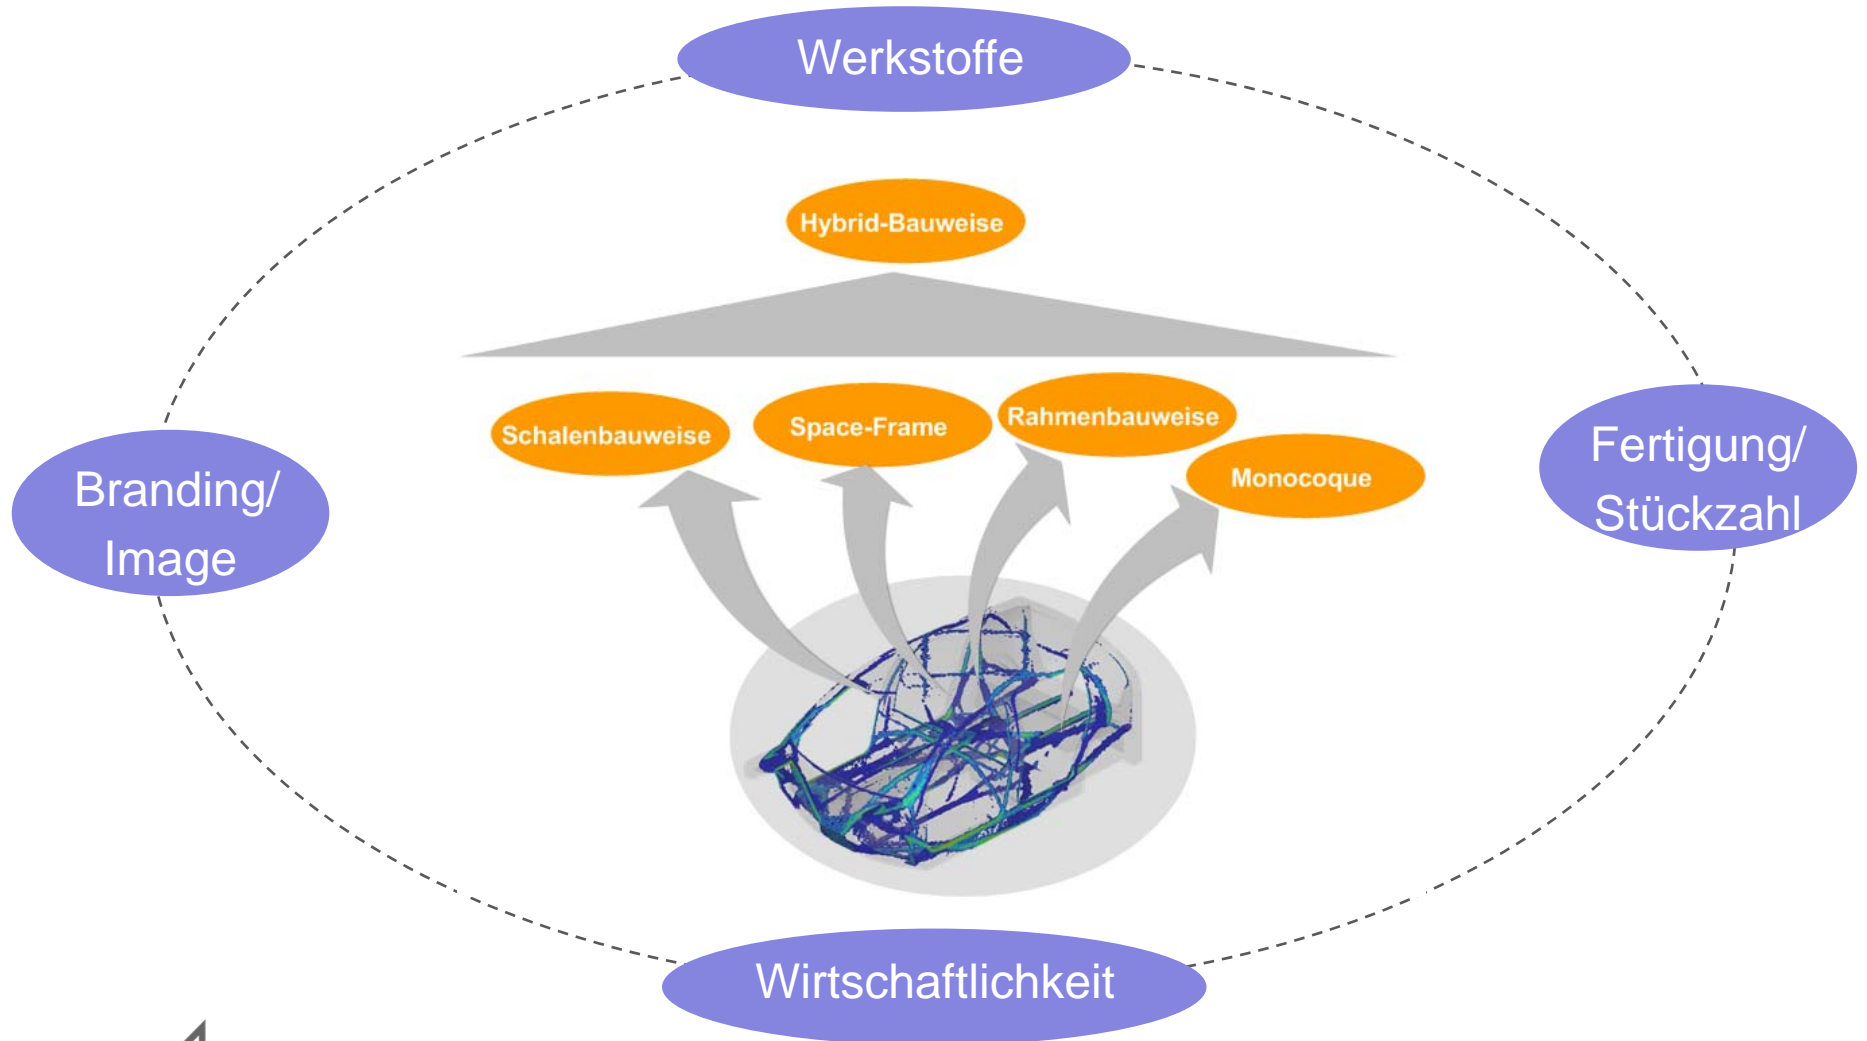 Werkstoffe
Hybrid-Bauweise
Schalenbauweise
Space-Frame
Rahmenbauweise
Monocoque
Branding/
Image
Fertigung/
Stückzahl
Wirtschaftlichkeit